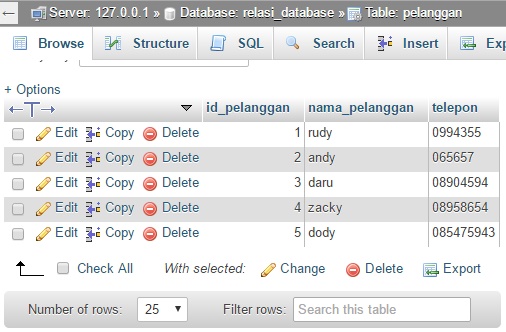 Server: 127.0.0.1 » Database: relasi_database » Table: pelanggan
Browse Structure SQL Search Insert
+ Options
id_pelanggan nama_pelanggan telepon
Edit Copy Delete 1 rudy 0994355
Edit Copy Delete 2 andy 065657
Edit Copy Delete 3 daru 08904594
Edit Copy Delete 4 zacky 08958654
Edit Copy Delete 5 dody 085475943
Check All With selected: Change Delete Export
Number of rows: 25 Filter rows: Search this table